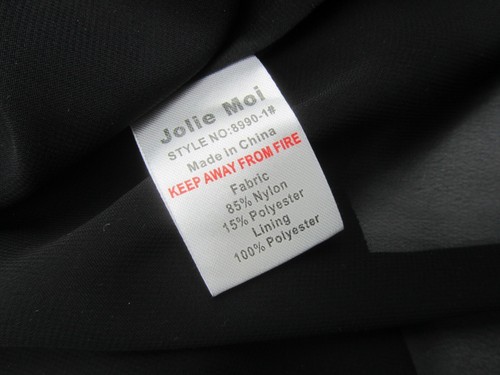 Jolie Moi
STYLE NO:8990-1#
Made in China
KEEP AWAY FROM FIRE
Fabric
85% Nylon
15% Polyester
Lining
100% Polyester